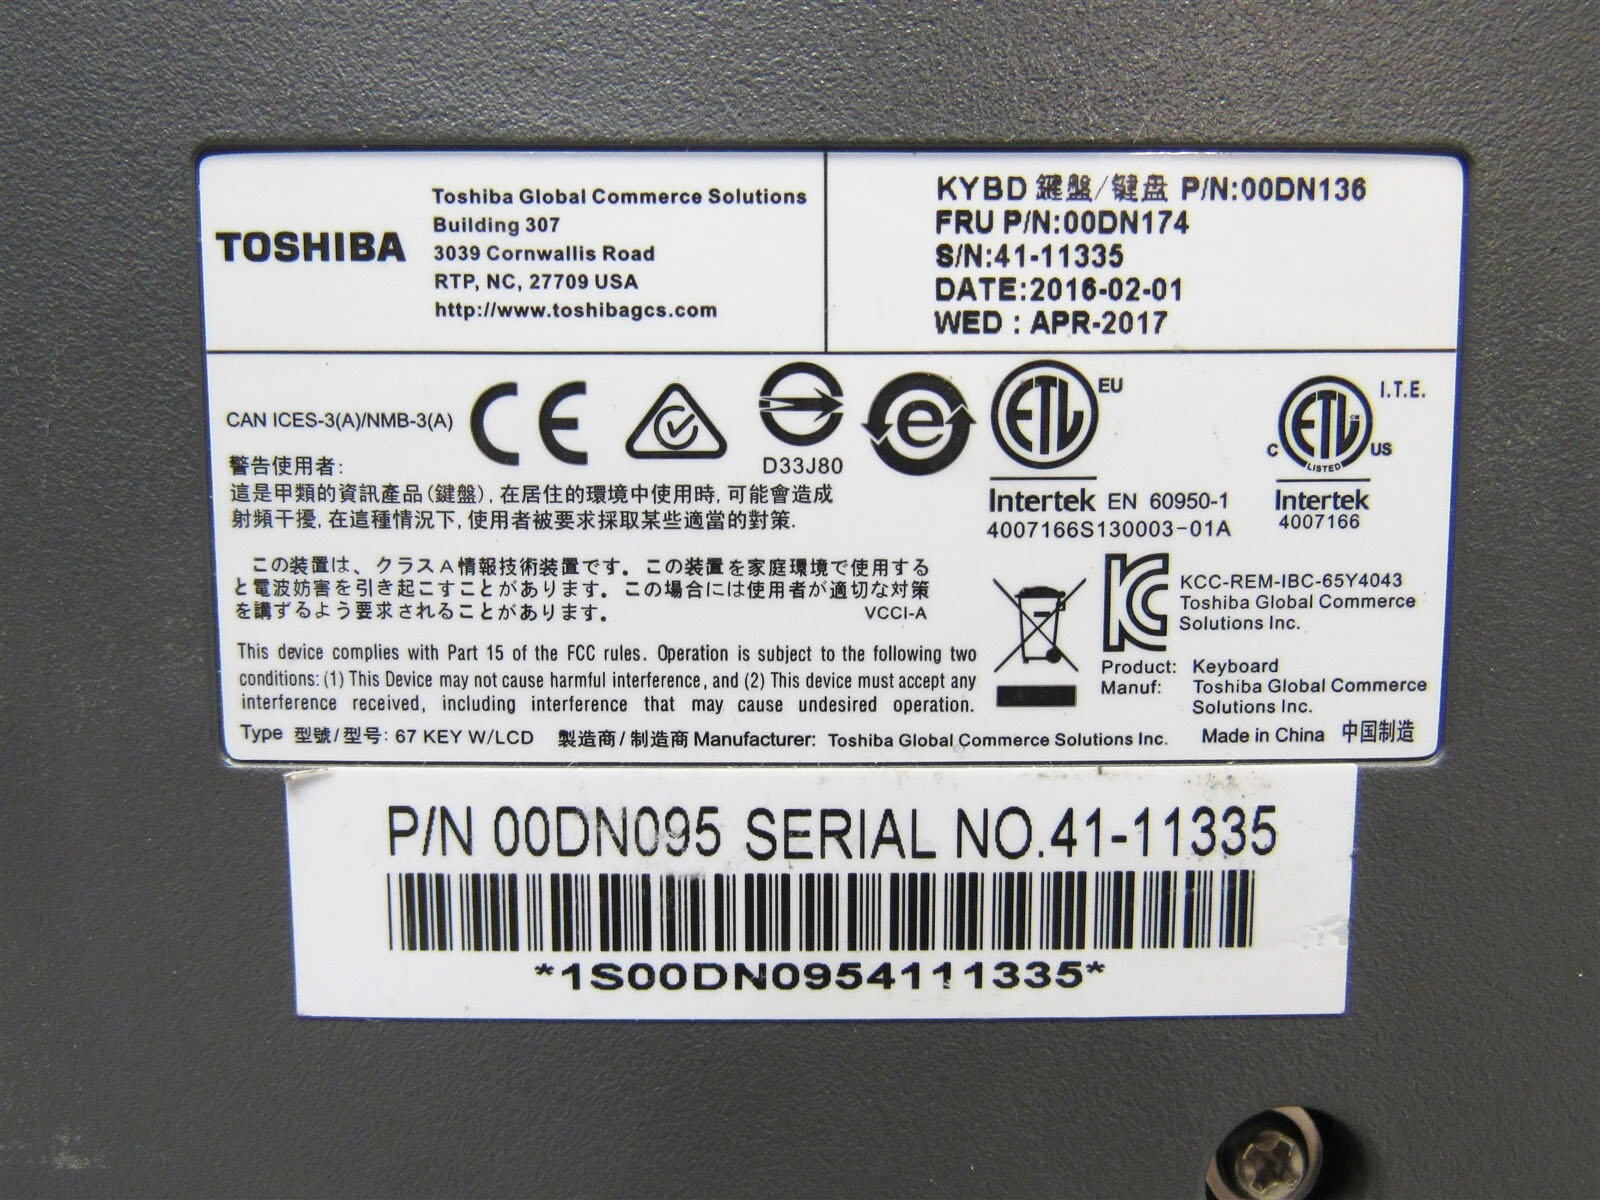 TOSHIBA
Toshiba Global Commerce Solutions
Building 307
3039 Cornwallis Road
RTP, NC, 27709 USA
http://www.toshibagcs.com
KYBD 鍵盤/键盘 P/N:00DN136
FRU P/N:00DN174
S/N:41-11335
DATE:2016-02-01
WED : APR-2017
CAN ICES-3(A)/NMB-3(A)
CE
D33J80
e
ETL EU
Intertek EN 60950-1
4007166S130003-01A
I.T.E.
C ETL CM US
LISTED
Intertek
4007166
警告使用者:
這是甲類的資訊產品(鍵盤), 在居住的環境中使用時, 可能會造成
射頻干擾, 在這種情況下, 使用者被要求採取某些適當的對策.
この装置は、クラスA情報技術装置です。この装置を家庭環境で使用する
と電波妨害を引き起こすことがあります。この場合には使用者が適切な対策
を講ずるよう要求されることがあります。 VCCI-A
KCC-REM-IBC-65Y4043
Toshiba Global Commerce
Solutions Inc.
Product: Keyboard
Manuf: Toshiba Global Commerce
Solutions Inc.
This device complies with Part 15 of the FCC rules. Operation is subject to the following two
conditions: (1) This Device may not cause harmful interference, and (2) This device must accept any
interference received, including interference that may cause undesired operation.
Type 型號/型号: 67 KEY W/LCD 製造商/制造商 Manufacturer: Toshiba Global Commerce Solutions Inc. Made in China 中国制造
P/N 00DN095 SERIAL NO.41-11335
*1S00DN0954111335*